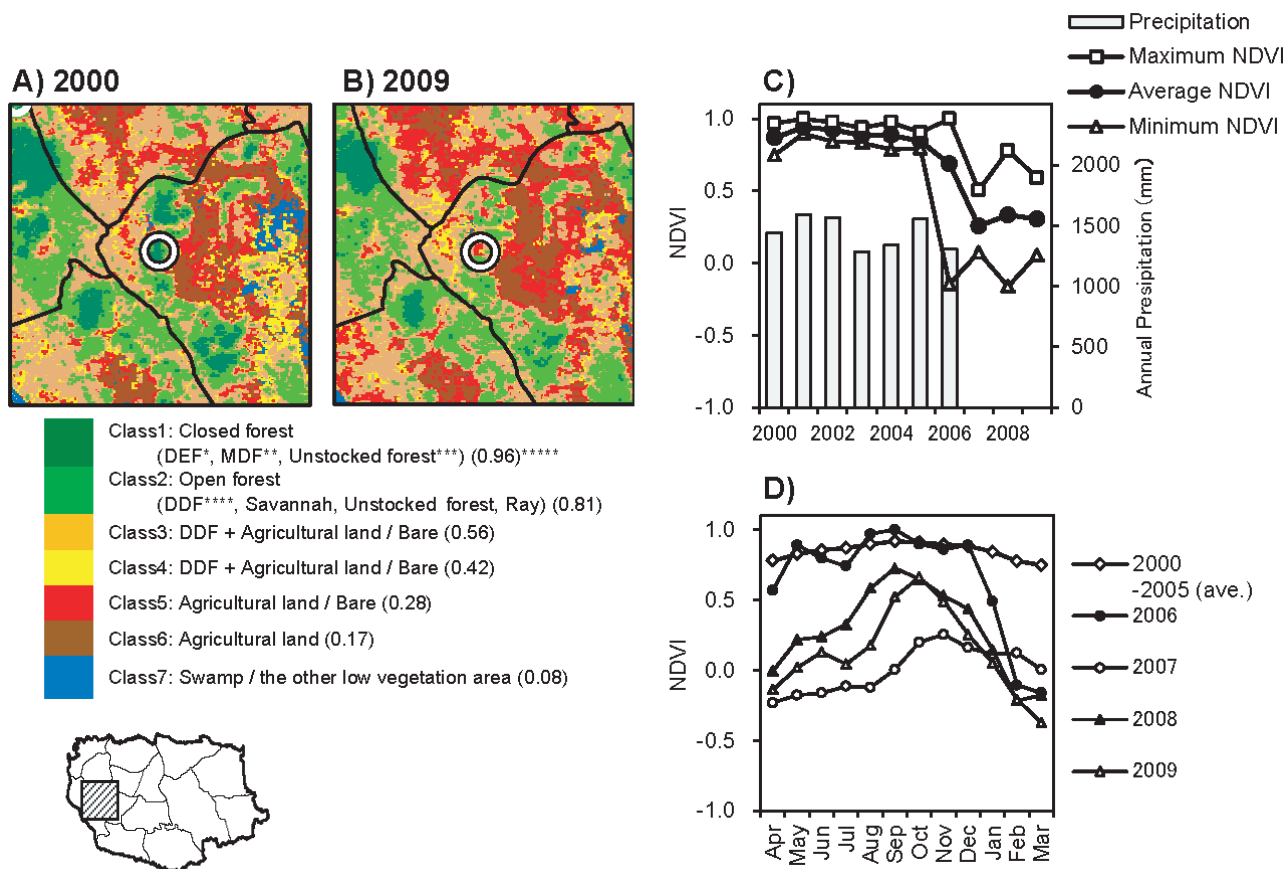 A) 2000
B) 2009
Class1: Closed forest
(DEF*, MDF**, Unstocked forest***) (0.96)*****
Class2: Open forest
(DDF****, Savannah, Unstocked forest, Ray) (0.81)
Class3: DDF + Agricultural land / Bare (0.56)
Class4: DDF + Agricultural land / Bare (0.42)
Class5: Agricultural land / Bare (0.28)
Class6: Agricultural land (0.17)
Class7: Swamp / the other low vegetation area (0.08)
Precipitation
Maximum NDVI
Average NDVI
Minimum NDVI
C)
1.0
0.5
0.0
-0.5
-1.0
NDVI
2000
1500
1000
500
0
Annual Presipitation (mm)
2000 2002 2004 2006 2008
D)
1.0
0.5
0.0
-0.5
-1.0
NDVI
Apr May Jun Jul Aug Sep Oct Nov Dec Jan Feb Mar
2000
-2005 (ave.)
2006
2007
2008
2009